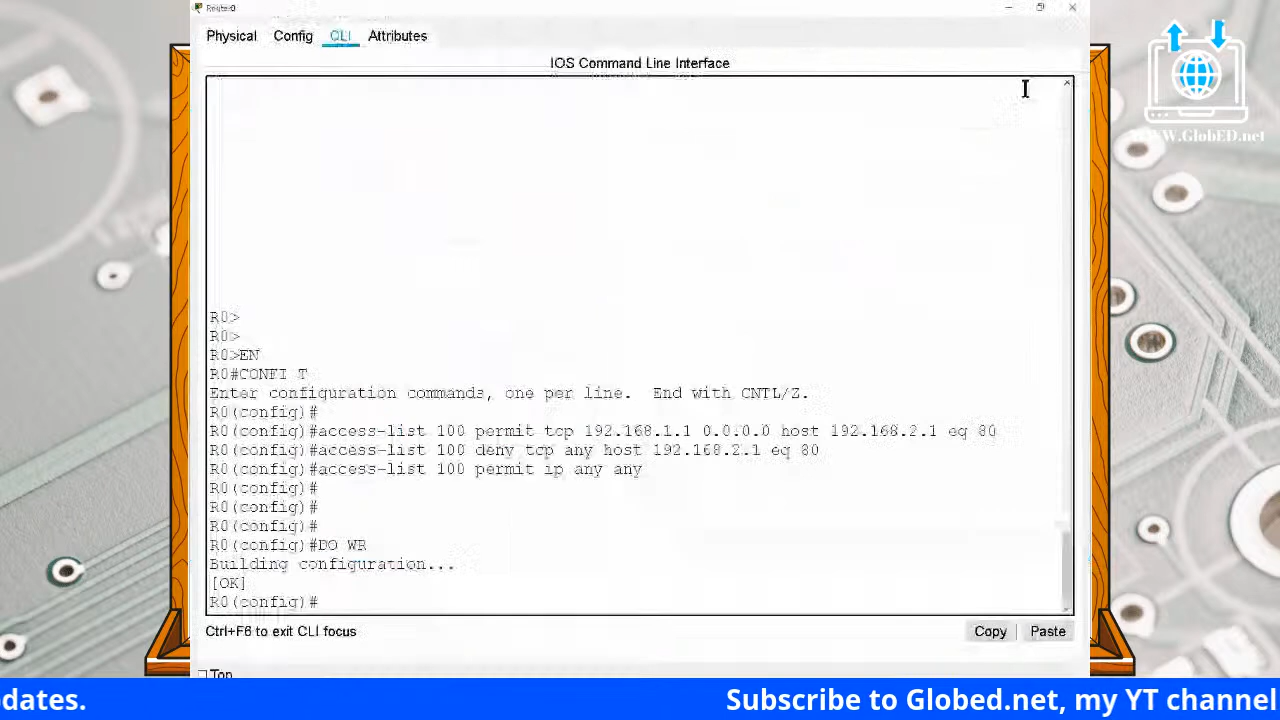 Router0
Physical Config CLI Attributes
IOS Command Line Interface
R0>
R0>
R0>EN
R0#CONFI T
Enter configuration commands, one per line.  End with CNTL/Z.
R0(config)#
R0(config)#access-list 100 permit tcp 192.168.1.1 0.0.0.0 host 192.168.2.1 eq 80
R0(config)#access-list 100 deny tcp any host 192.168.2.1 eq 80
R0(config)#access-list 100 permit ip any any
R0(config)#
R0(config)#
R0(config)#
R0(config)#DO WR
Building configuration...
[OK]
R0(config)#
Ctrl+F6 to exit CLI focus
Copy Paste
Top
WWW.GlobED.net
pdates. Subscribe to Globed.net, my YT channel